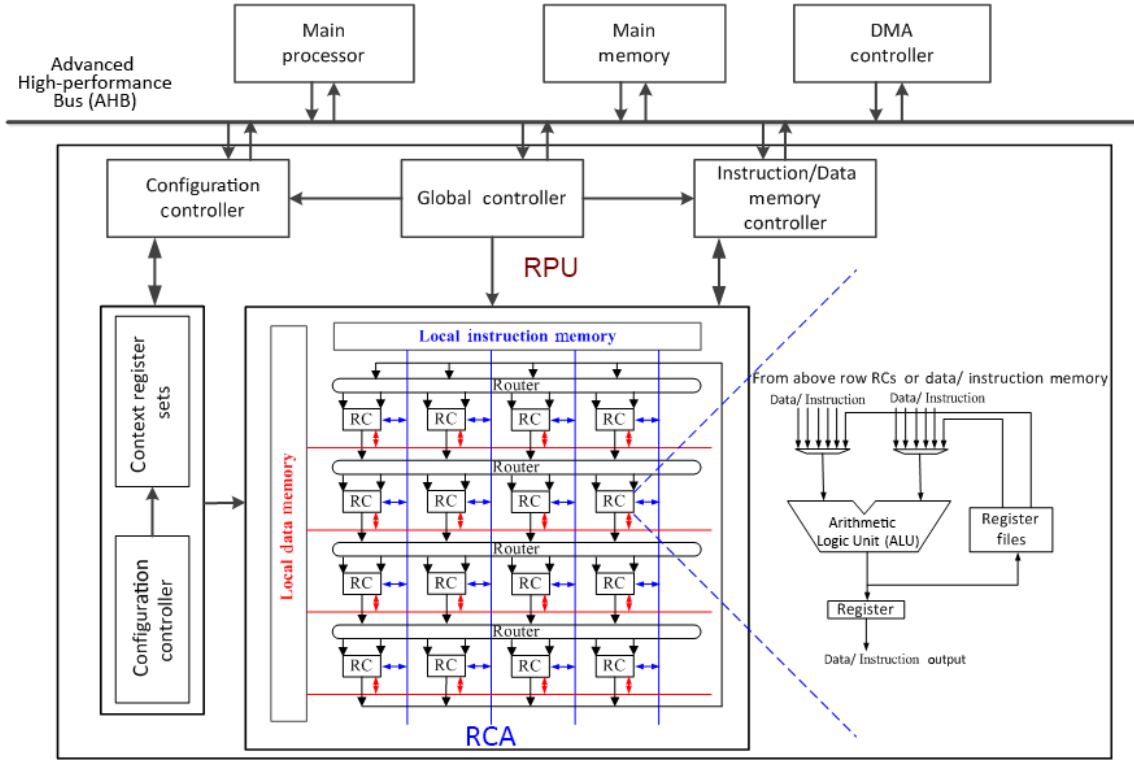 Main
processor
Main
memory
DMA
controller
Advanced
High-performance
Bus (AHB)
Configuration
controller
Global controller
Instruction/Data
memory
controller
RPU
Context register
sets
Configuration
controller
Local data memory
Local instruction memory
Router
RC RC RC RC
Router
RC RC RC RC
Router
RC RC RC RC
Router
RC RC RC RC
RCA
From above row RCs or data/ instruction memory
Data/ Instruction
Data/ Instruction
Arithmetic
Logic Unit (ALU)
Register
files
Register
Data/ Instruction output